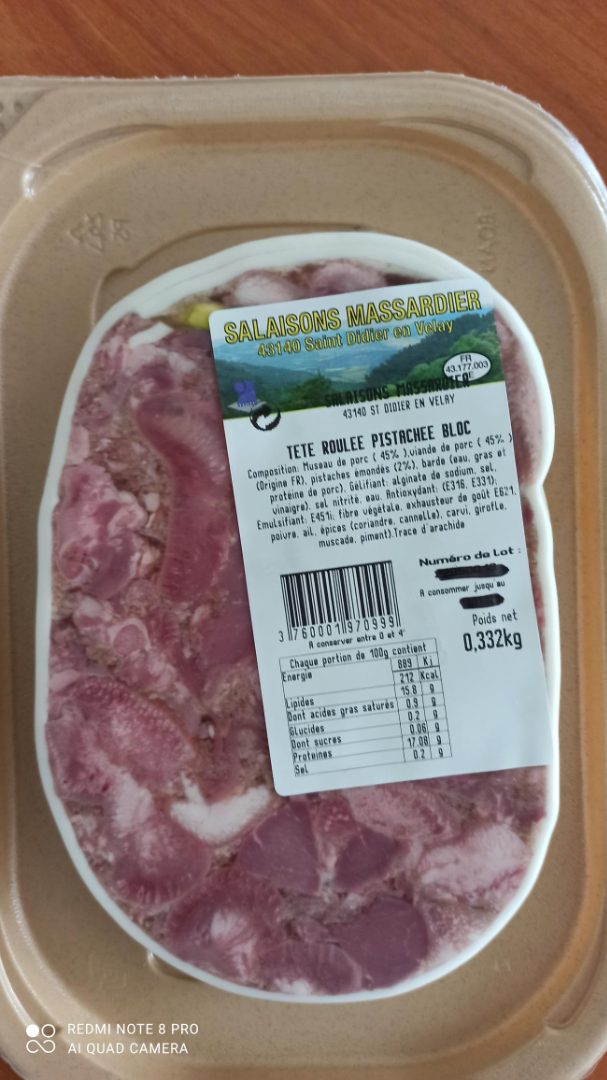 SALAISONS MASSARDIER
43140 Saint Didier en Velay
FR
43.177.003
CE
SALAISONS MASSARDIER
43140 ST DIDIER EN VELAY
TETE ROULEE PISTACHEE BLOC
Composition: Museau de porc ( 45% ),viande de porc ( 45% )
(Origine FR), pistaches émondés (2%), barde (eau, gras et
protéine de porc). Gélifiant: alginate de sodium, sel,
vinaigre), sel nitrité, eau, Antioxydant: (E316, E331);
Emulsifiant: E451i; fibre végétale, exhausteur de goût E621,
poivre, ail, épices (coriandre, cannelle), carvi, girofle,
muscade, piment).Trace d'arachide
Numéro de Lot :
A consommer jusqu au
Poids net
0,332kg
3 760001 970999
A conserver entre 0 et 4°
Chaque portion de 100g contient
Energie 889 Kj
212 Kcal
Lipides 15.8 g
Dont acides gras saturés 0.9 g
Glucides 0.2 g
Dont sucres 0.06 g
Proteines 17.08 g
Sel 0.2 g
REDMI NOTE 8 PRO
AI QUAD CAMERA